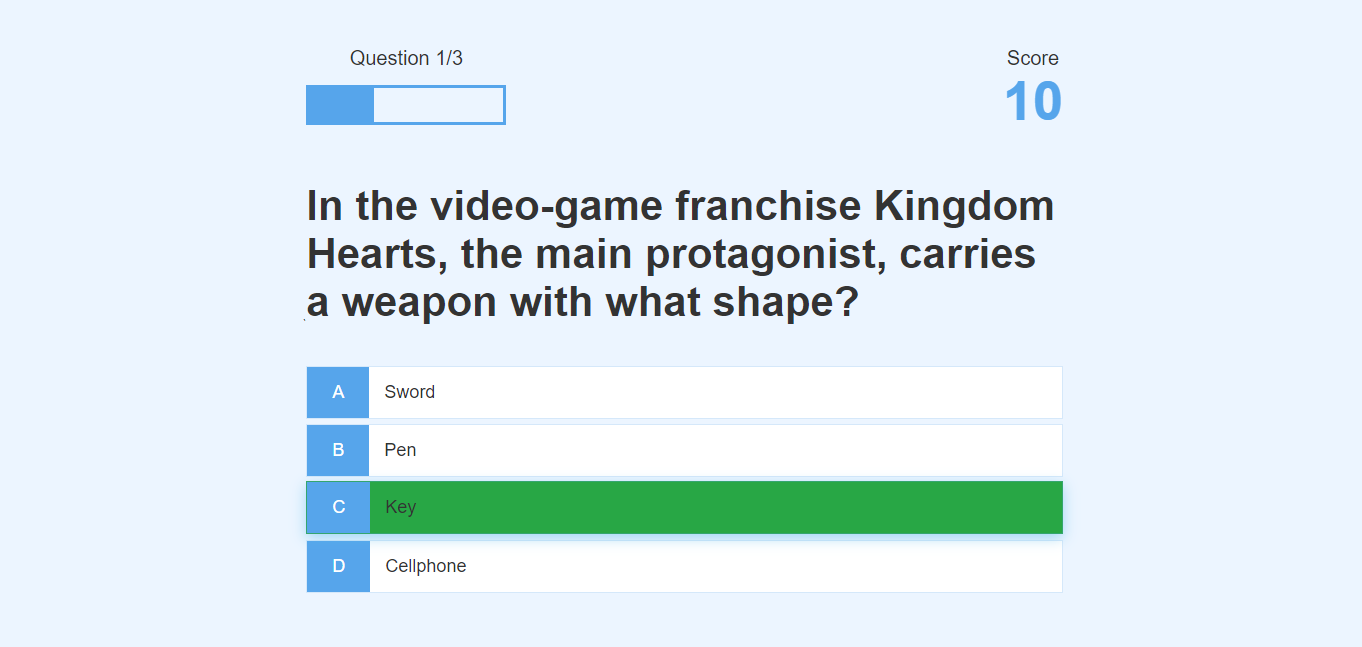 Question 1/3
Score
10
In the video-game franchise Kingdom
Hearts, the main protagonist, carries
a weapon with what shape?
A Sword
B Pen
C Key
D Cellphone